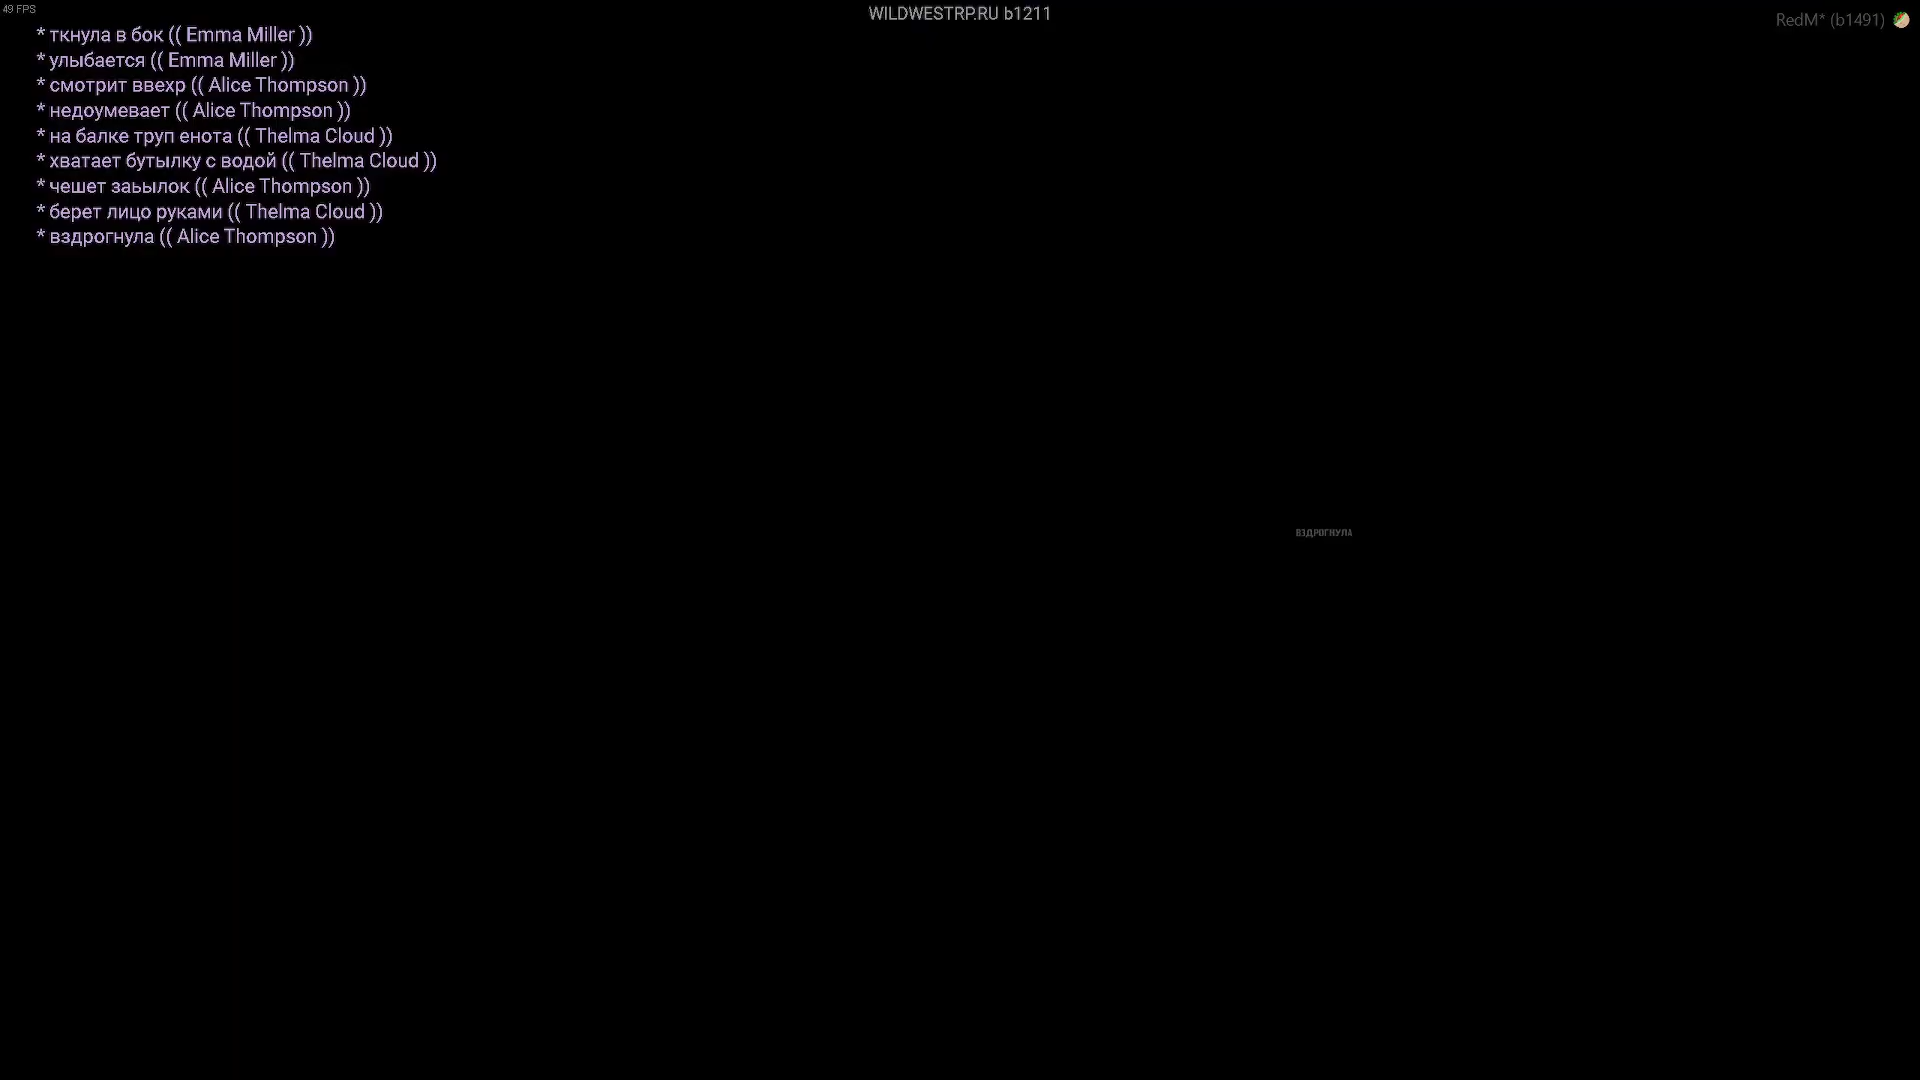 49 FPS
WILDWESTRP.RU b1211
RedM* (b1491)
* ткнула в бок (( Emma Miller ))
* улыбается (( Emma Miller ))
* смотрит ввехр (( Alice Thompson ))
* недоумевает (( Alice Thompson ))
* на балке труп енота (( Thelma Cloud ))
* хватает бутылку с водой (( Thelma Cloud ))
* чешет заьылок (( Alice Thompson ))
* берет лицо руками (( Thelma Cloud ))
* вздрогнула (( Alice Thompson ))
ВЗДРОГНУЛА